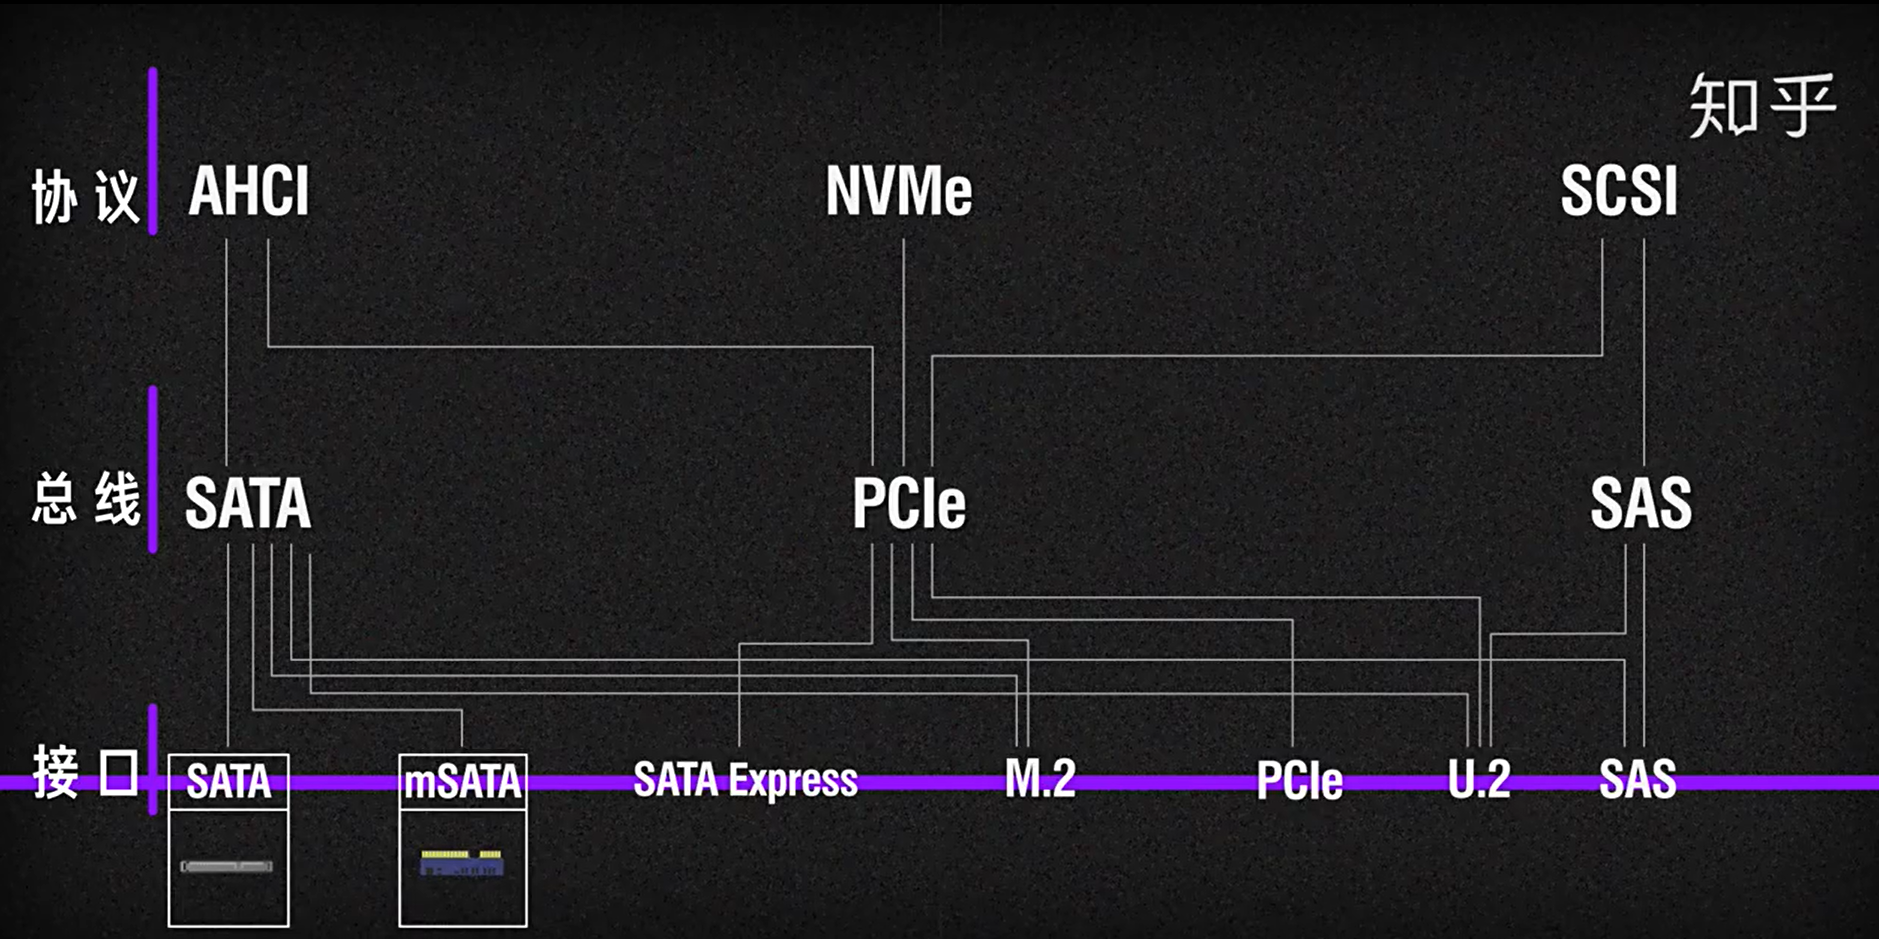 知乎
协议 AHCI NVMe SCSI
总线 SATA PCIe SAS
接口 SATA mSATA SATA Express M.2 PCIe U.2 SAS